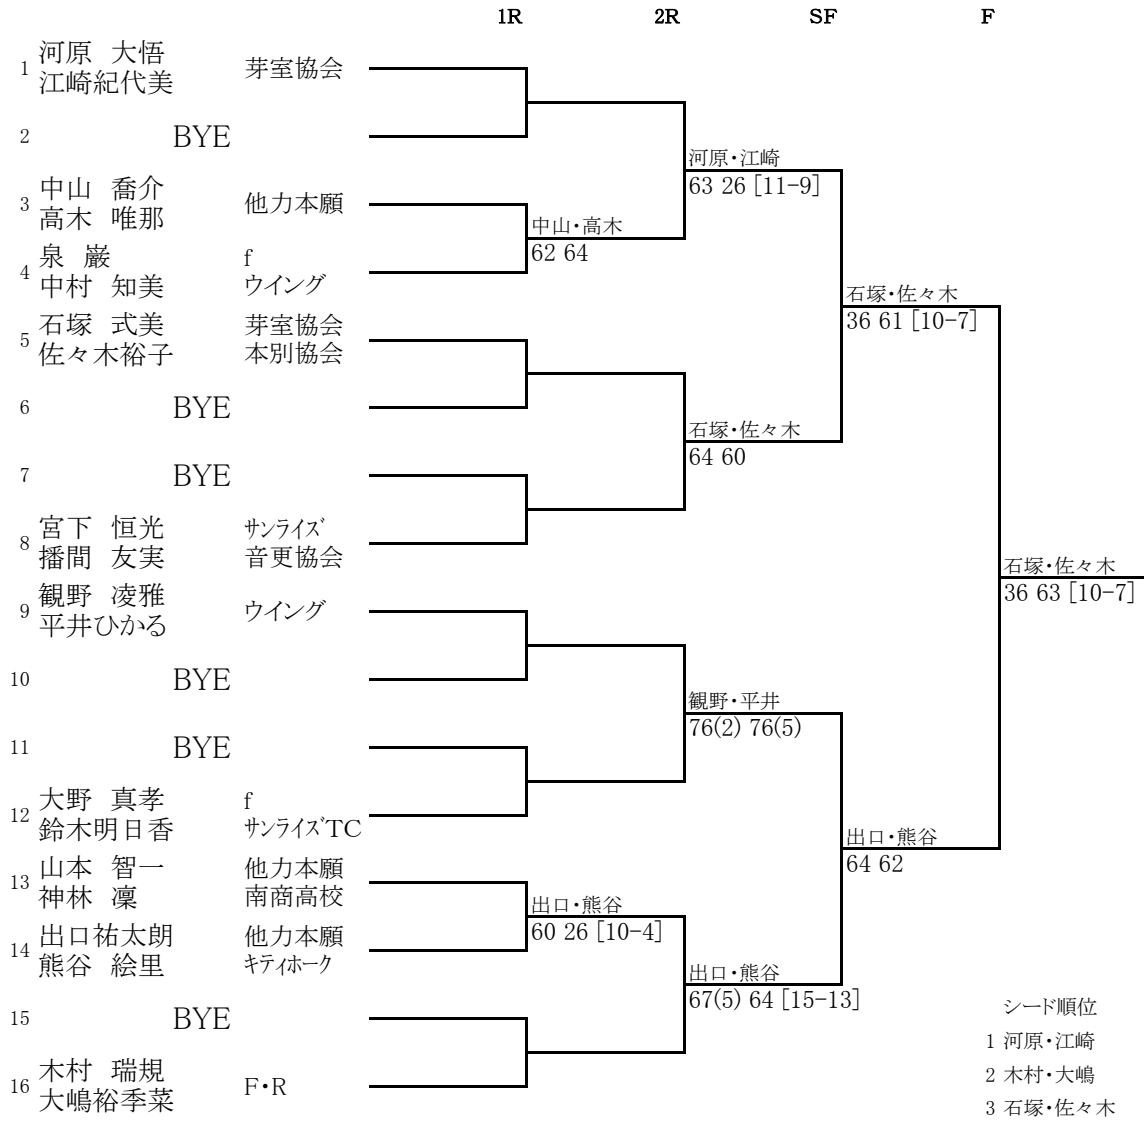 1R 2R SF F
河原 大悟
1 芽室協会
江崎紀代美
2 BYE
河原・江崎
63 26 [11-9]
中山 喬介
3 他力本願
高木 唯那
中山・高木
62 64
泉 巌 f
4
中村 知美 ウイング
石塚・佐々木
36 61 [10-7]
石塚 式美 芽室協会
5
佐々木裕子 本別協会
6 BYE
石塚・佐々木
64 60
7 BYE
宮下 恒光 サンライズ
8
播間 友実 音更協会
石塚・佐々木
36 63 [10-7]
観野 凌雅
9 ウイング
平井ひかる
10 BYE
観野・平井
76(2) 76(5)
11 BYE
大野 真孝 f
12
鈴木明日香 サンライズTC
出口・熊谷
64 62
山本 智一 他力本願
13
神林 凜 南商高校
出口・熊谷
60 26 [10-4]
出口祐太朗 他力本願
14
熊谷 絵里 キティホーク
出口・熊谷
67(5) 64 [15-13]
15 BYE
木村 瑞規
16 F・R
大嶋裕季菜
シード順位
1 河原・江崎
2 木村・大嶋
3 石塚・佐々木